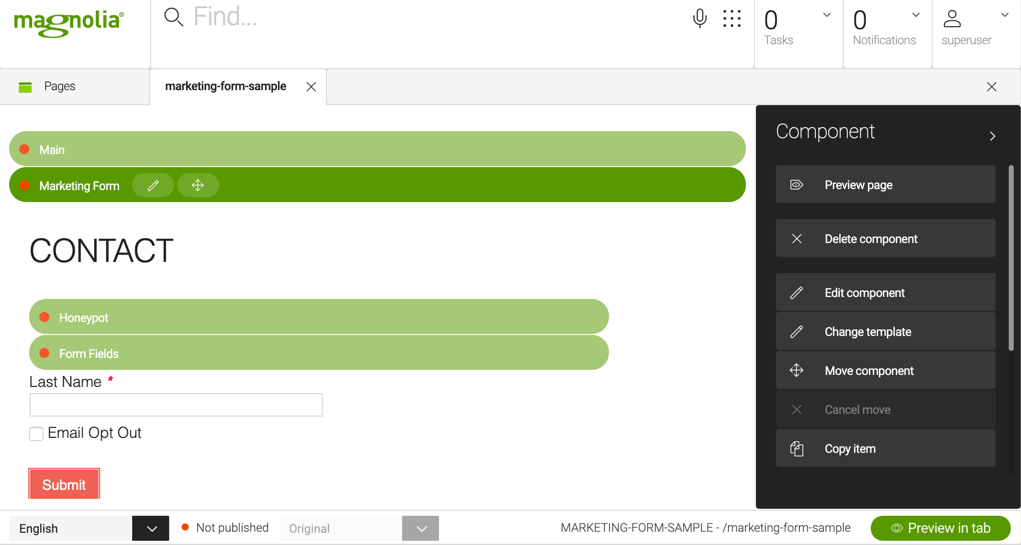 magnolia®
Find...
0
Tasks
0
Notifications
superuser
Pages
marketing-form-sample
Main
Marketing Form
CONTACT
Honeypot
Form Fields
Last Name *
Email Opt Out
Submit
Component
Preview page
Delete component
Edit component
Change template
Move component
Cancel move
Copy item
English
Not published
Original
MARKETING-FORM-SAMPLE - /marketing-form-sample
Preview in tab